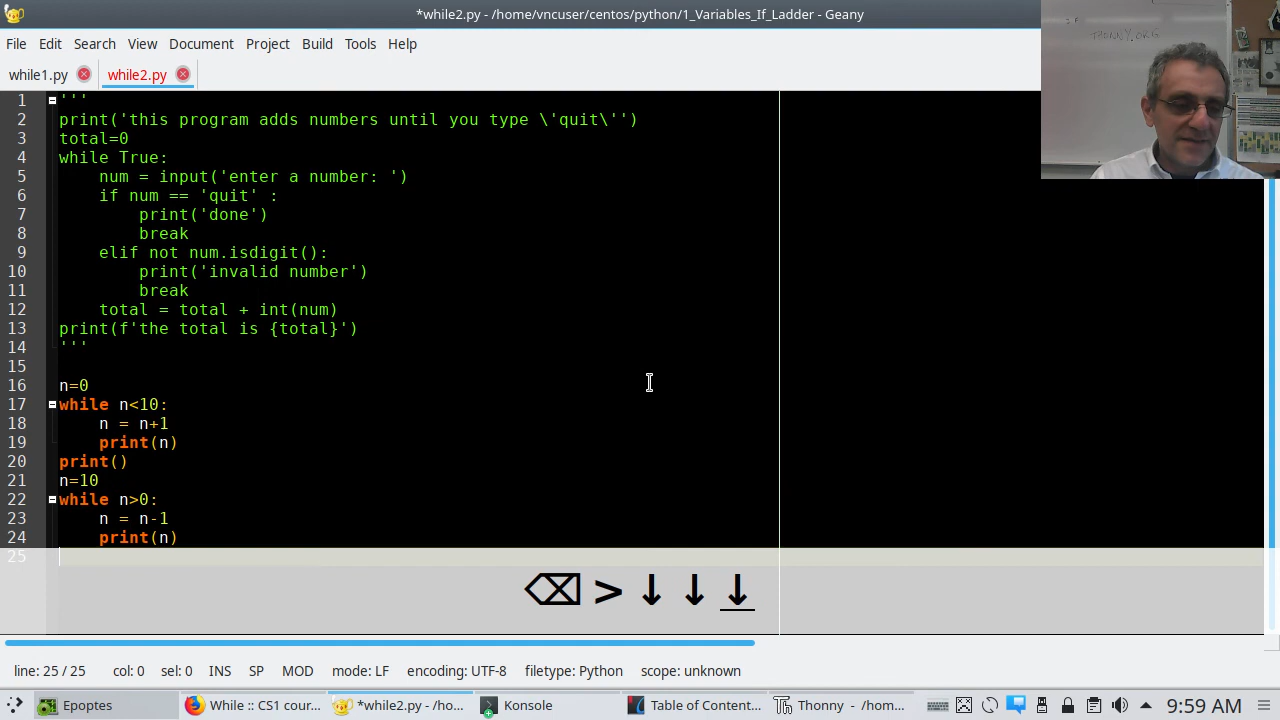 *while2.py - /home/vncuser/centos/python/1_Variables_If_Ladder - Geany
File Edit Search View Document Project Build Tools Help
while1.py while2.py
1 '''
2 print('this program adds numbers until you type \'quit\'')
3 total=0
4 while True:
5     num = input('enter a number: ')
6     if num == 'quit' :
7         print('done')
8         break
9     elif not num.isdigit():
10         print('invalid number')
11         break
12     total = total + int(num)
13 print(f'the total is {total}')
14 '''
15
16 n=0
17 while n<10:
18     n = n+1
19     print(n)
20 print()
21 n=10
22 while n>0:
23     n = n-1
24     print(n)
25
⌫ > ↓ ↓ ↓
line: 25 / 25 col: 0 sel: 0 INS SP MOD mode: LF encoding: UTF-8 filetype: Python scope: unknown
Epoptes While :: CS1 cour... *while2.py - /ho... Konsole Table of Content... Thonny - /hom... 9:59 AM
THONNY.ORG